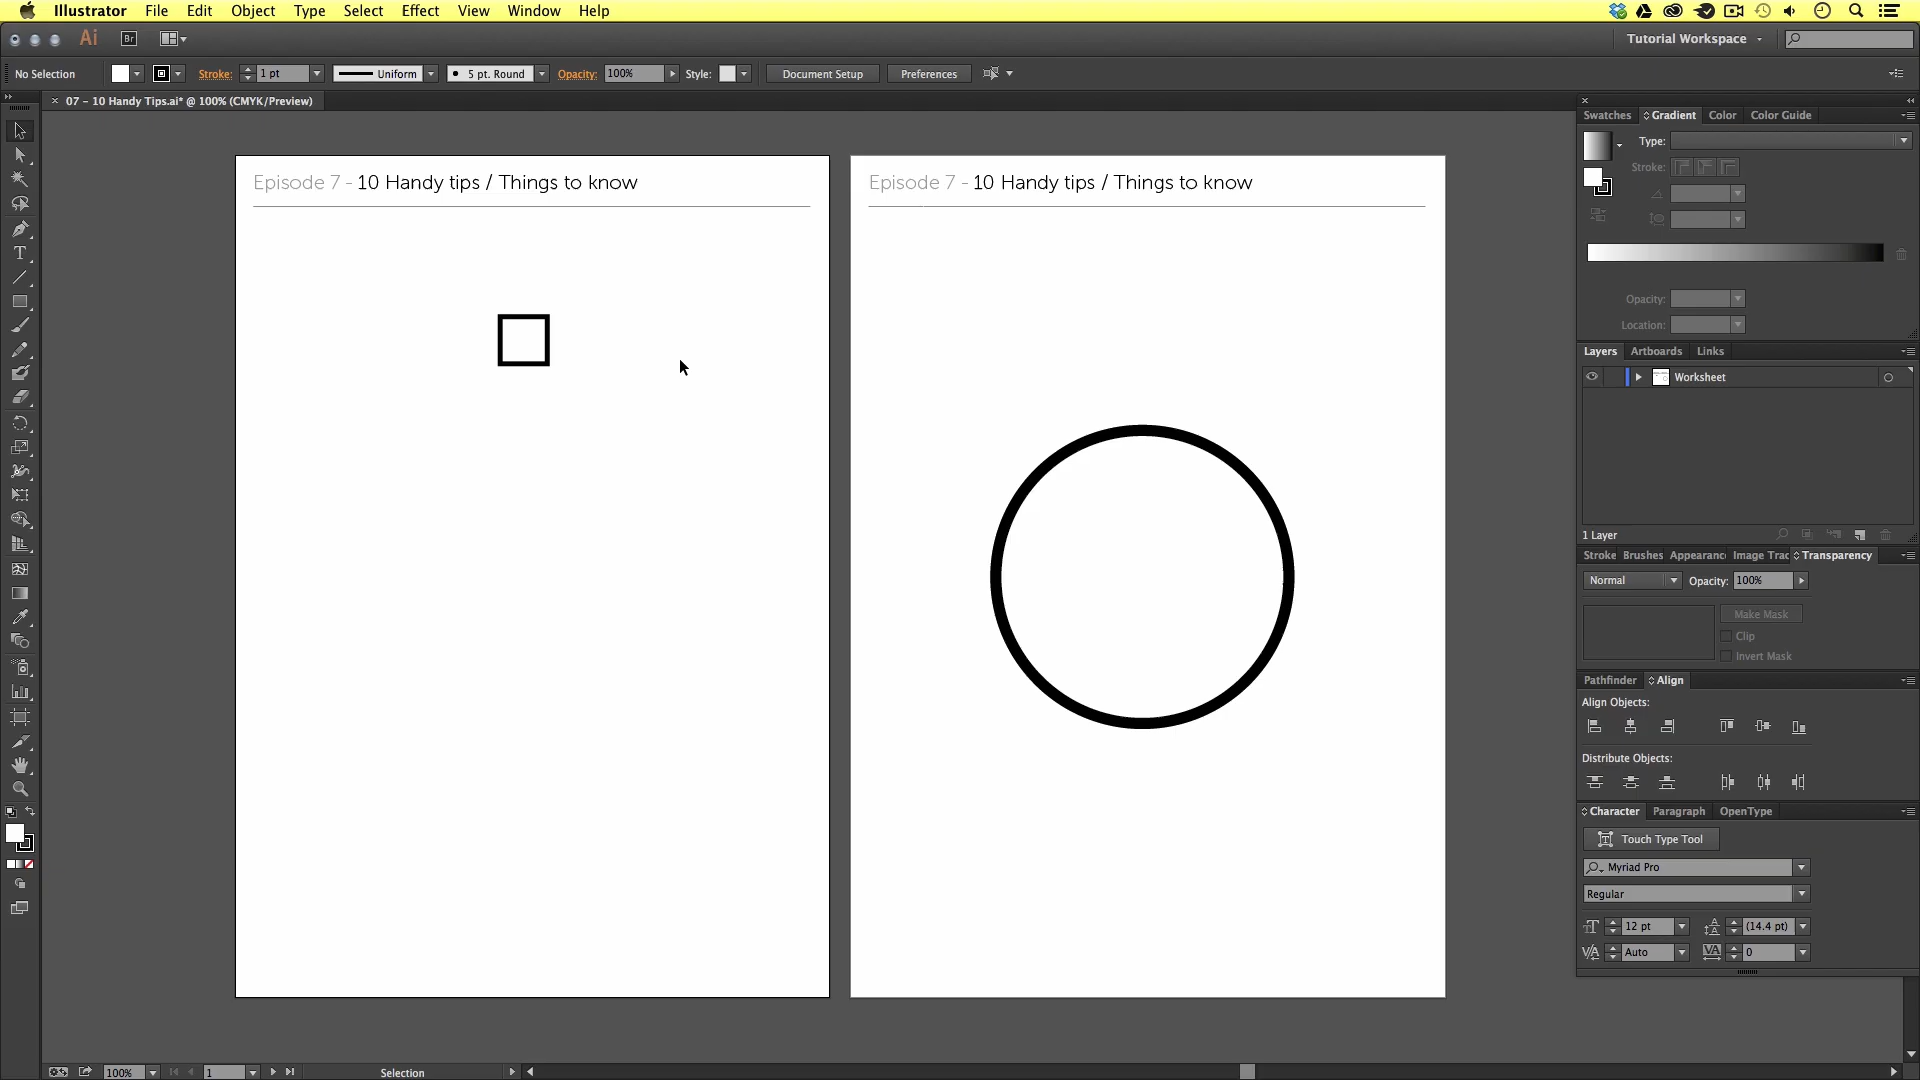 Illustrator File Edit Object Type Select Effect View Window Help
Ai Br Tutorial Workspace
No Selection Stroke: 1 pt Uniform 5 pt. Round Opacity: 100% Style: Document Setup Preferences
07 - 10 Handy Tips.ai* @ 100% (CMYK/Preview)
Swatches Gradient Color Color Guide
Type:
Stroke:
Opacity:
Location:
Episode 7 - 10 Handy tips / Things to know
Episode 7 - 10 Handy tips / Things to know
Layers Artboards Links
Worksheet
1 Layer
Stroke Brushes Appearanc Image Trac Transparency
Normal Opacity: 100%
Make Mask
Clip
Invert Mask
Pathfinder Align
Align Objects:
Distribute Objects:
Character Paragraph OpenType
Touch Type Tool
Myriad Pro
Regular
12 pt (14.4 pt)
Auto 0
100% 1 Selection